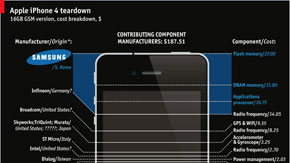 Apple iPhone 4 teardown
16GB GSM version, cost breakdown, $
CONTRIBUTING COMPONENT
MANUFACTURERS: $187.51
Manufacturer/Origin*:
Component/Cost:
SAMSUNG
/S. Korea
Flash memory/27.00
DRAM memory/13.80
Applications
processor/10.75
Infineon/Germany?
Radio frequency/14.05
Broadcom/United States?
GPS & WiFi/9.55
Skyworks;TriQuint; Murata/
United States? ?????; Japan
Radio frequency/8.25
ST Micro/Italy
Accelerometer
& Gyroscope/3.25
Intel/United States?
Radio frequency/2.70
Dialog/Taiwan
Power management/2.03